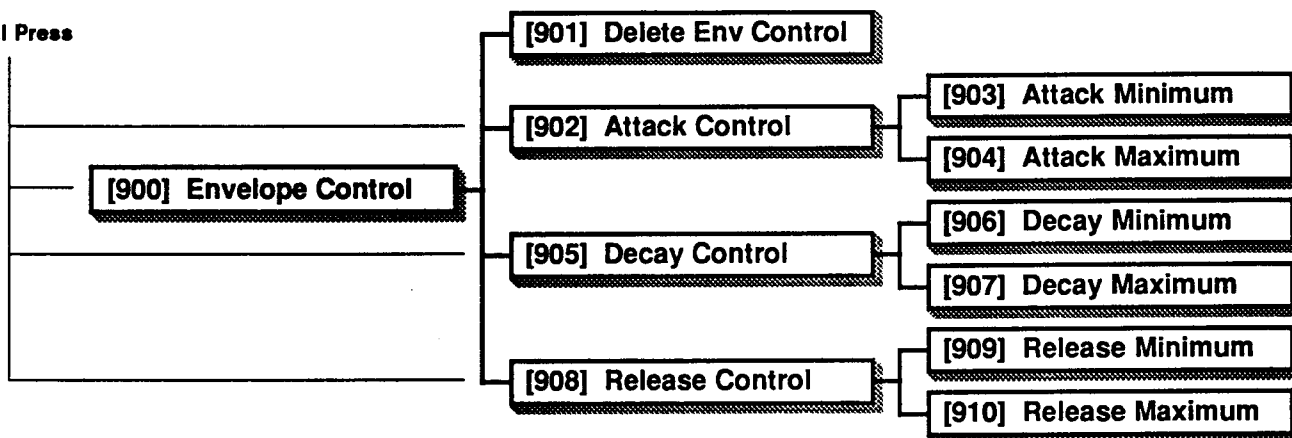 l Press
[901] Delete Env Control
[903] Attack Minimum
[902] Attack Control
[904] Attack Maximum
[900] Envelope Control
[906] Decay Minimum
[905] Decay Control
[907] Decay Maximum
[909] Release Minimum
[908] Release Control
[910] Release Maximum